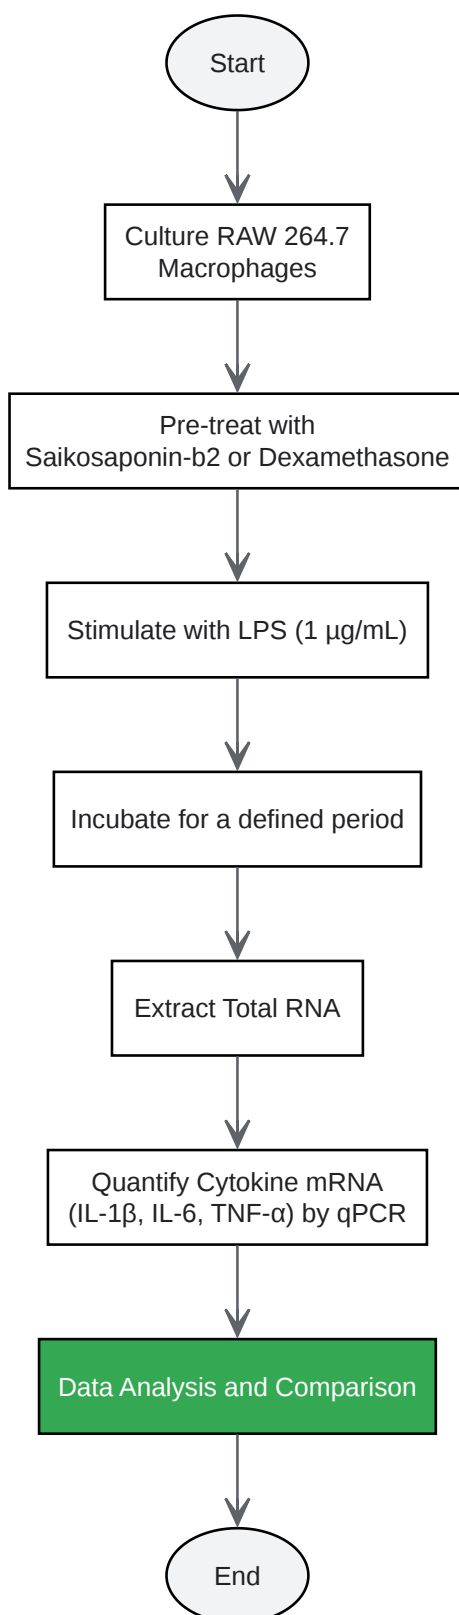 Start
Culture RAW 264.7
Macrophages
Pre-treat with
Saikosaponin-b2 or Dexamethasone
Stimulate with LPS (1 µg/mL)
Incubate for a defined period
Extract Total RNA
Quantify Cytokine mRNA
(IL-1β, IL-6, TNF-α) by qPCR
Data Analysis and Comparison
End